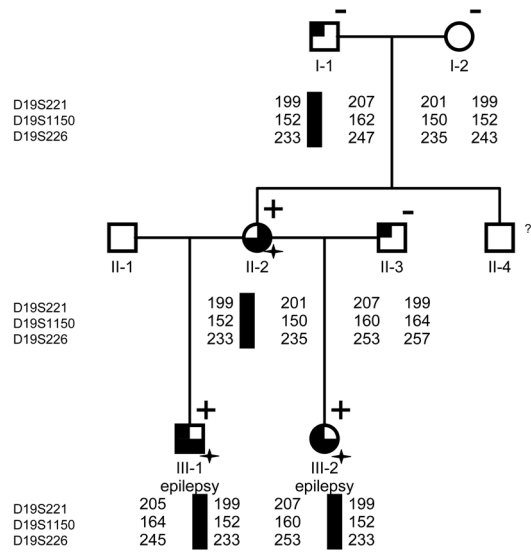 - -
I-1 I-2
D19S221 199 207 201 199
D19S1150 152 162 150 152
D19S226 233 247 235 243
+ - ?
II-1 II-2 II-3 II-4
D19S221 199 201 207 199
D19S1150 152 150 160 164
D19S226 233 235 253 257
+ +
III-1 III-2
epilepsy epilepsy
D19S221 205 199 207 199
D19S1150 164 152 160 152
D19S226 245 233 253 233